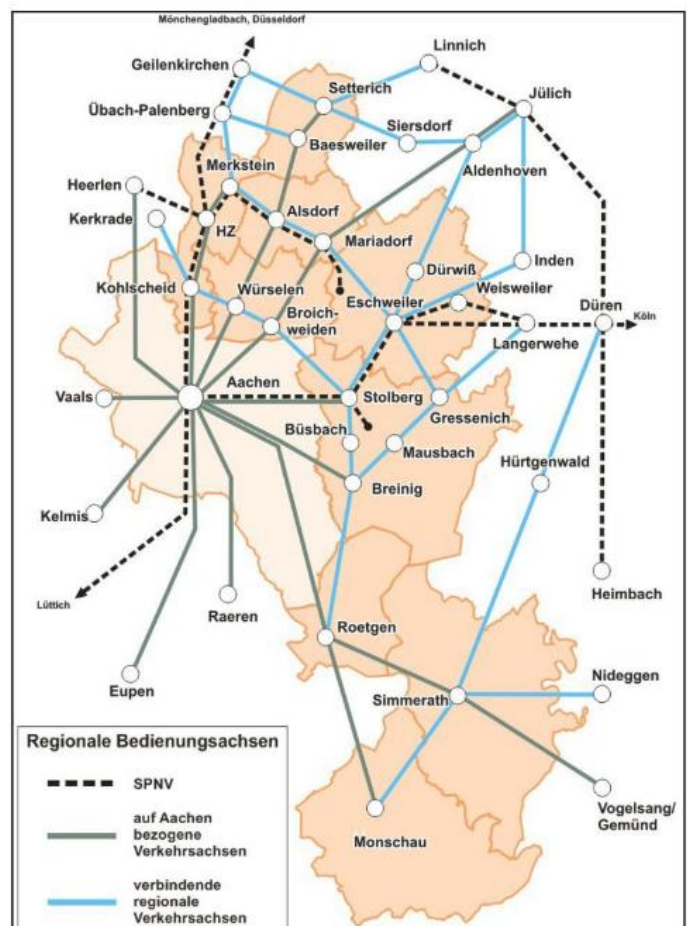 Mönchengladbach, Düsseldorf
Linnich
Geilenkirchen
Setterich
Jülich
Übach-Palenberg
Siersdorf
Baesweiler
Aldenhoven
Merkstein
Heerlen
Alsdorf
Kerkrade
HZ
Mariadorf
Inden
Dürwiß
Weisweiler
Kohlscheid
Würselen
Eschweiler
Düren
Köln
Broich-
weiden
Langerwehe
Aachen
Vaals
Stolberg
Gressenich
Büsbach
Mausbach
Hürtgenwald
Breinig
Kelmis
Heimbach
Lüttich
Raeren
Roetgen
Nideggen
Eupen
Simmerath
Regionale Bedienungsachsen
SPNV
Vogelsang/
Gemünd
auf Aachen
bezogene
Verkehrsachsen
Monschau
verbindende
regionale
Verkehrsachsen